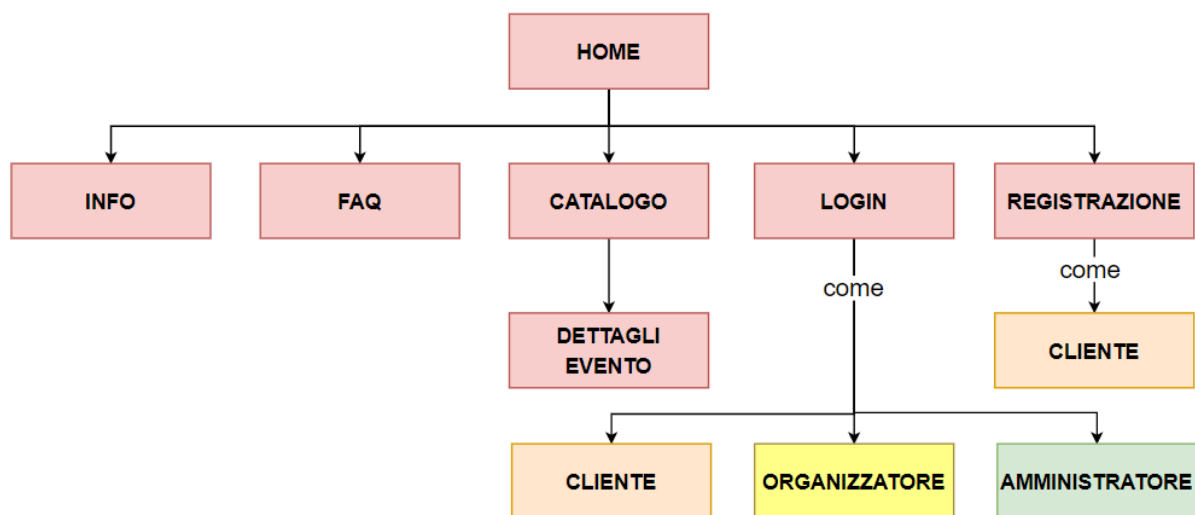 HOME
INFO
FAQ
CATALOGO
LOGIN
REGISTRAZIONE
come
come
DETTAGLI
EVENTO
CLIENTE
CLIENTE
ORGANIZZATORE
AMMINISTRATORE